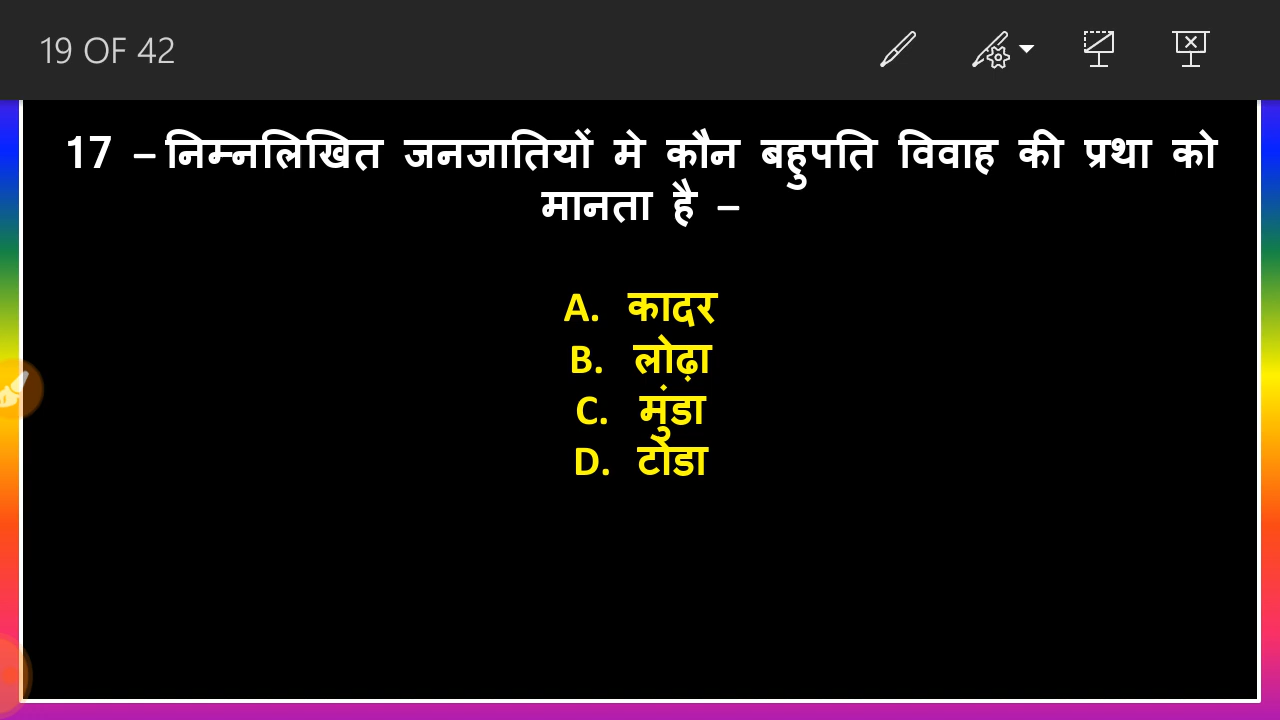 19 OF 42
17 – निम्नलिखित जनजातियों मे कौन बहुपति विवाह की प्रथा को
मानता है –
A. कादर
B. लोढ़ा
C. मुंडा
D. टोडा